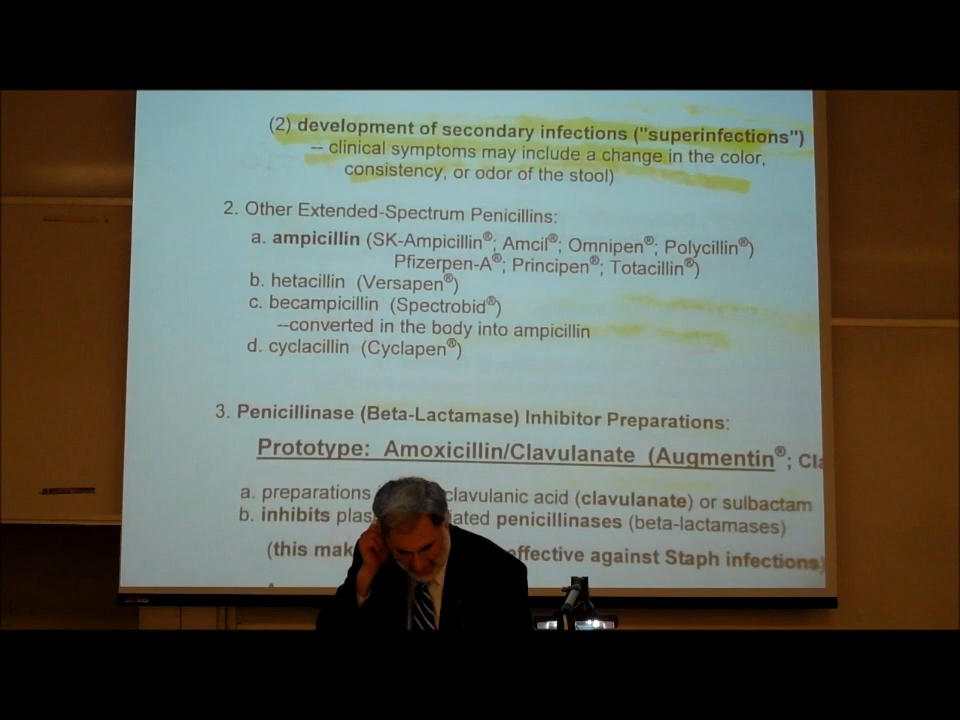 (2) development of secondary infections ("superinfections")
-- clinical symptoms may include a change in the color,
consistency, or odor of the stool)
2. Other Extended-Spectrum Penicillins:
a. ampicillin (SK-Ampicillin®; Amcil®; Omnipen®; Polycillin®)
Pfizerpen-A®; Principen®; Totacillin®)
b. hetacillin (Versapen®)
c. becampicillin (Spectrobid®)
--converted in the body into ampicillin
d. cyclacillin (Cyclapen®)
3. Penicillinase (Beta-Lactamase) Inhibitor Preparations:
Prototype: Amoxicillin/Clavulanate (Augmentin®; Cla
a. preparations clavulanic acid (clavulanate) or sulbactam
b. inhibits plas iated penicillinases (beta-lactamases)
(this mak effective against Staph infections)